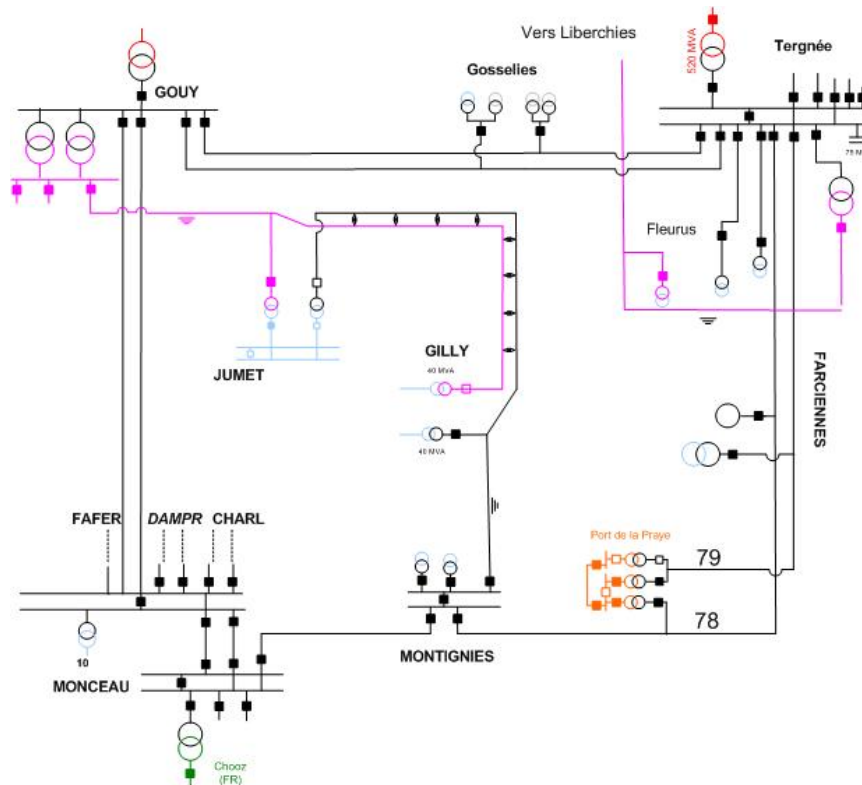 Vers Liberchies
520 MVA
Tergnée
GOUY
Gosselies
Fleurus
JUMET
GILLY
40 MVA
40 MVA
FARCIENNES
FAFER
DAMPR
CHARL
Port de la Praye
79
78
10
MONCEAU
MONTIGNIES
Chooz
(FR)